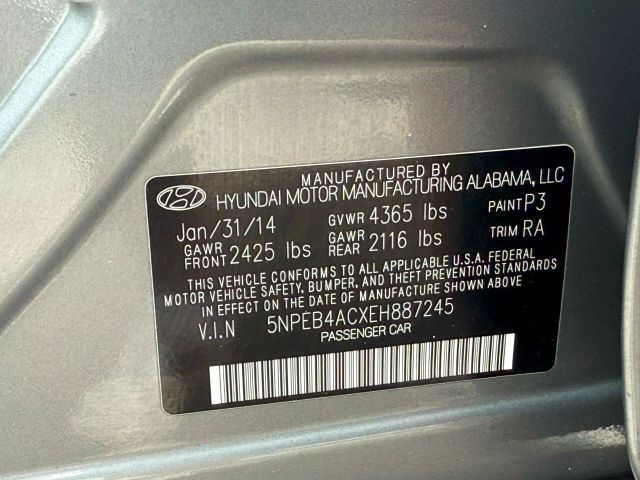 MANUFACTURED BY
HYUNDAI MOTOR MANUFACTURING ALABAMA, LLC
Jan/31/14 GVWR 4365 lbs PAINT P3
GAWR FRONT 2425 lbs GAWR REAR 2116 lbs TRIM RA
THIS VEHICLE CONFORMS TO ALL APPLICABLE U.S.A. FEDERAL
MOTOR VEHICLE SAFETY, BUMPER, AND THEFT PREVENTION STANDARDS
IN EFFECT ON THE DATE OF MANUFACTURE SHOWN ABOVE.
V.I.N 5NPEB4ACXEH887245
PASSENGER CAR